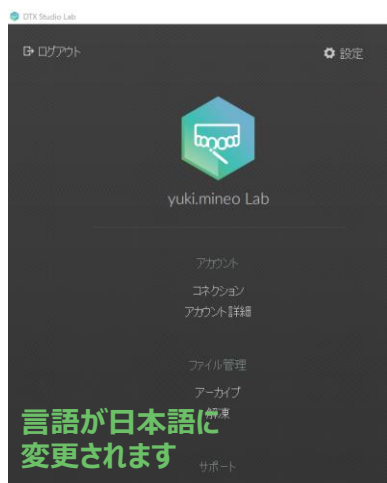 DTX Studio Lab
ログアウト
設定
yuki.mineo Lab
アカウント
コネクション
アカウント詳細
ファイル管理
アーカイブ
解凍
言語が日本語に
変更されます
サポート